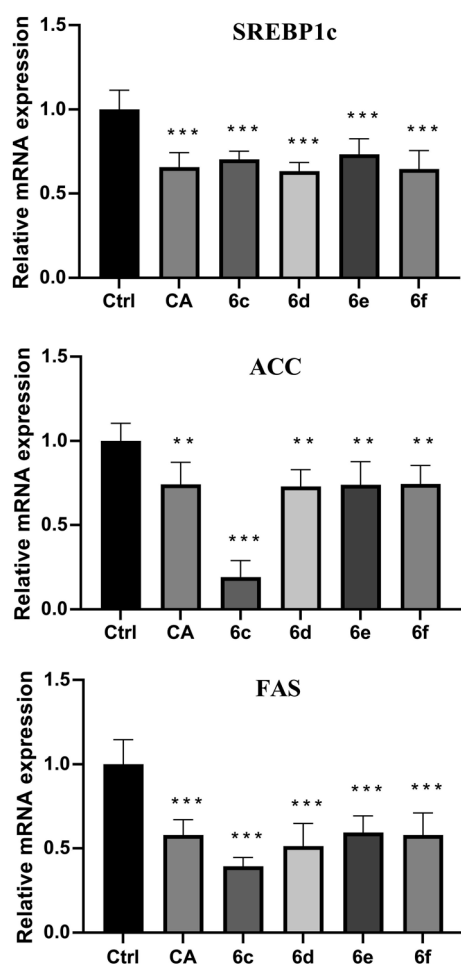 SREBP1c
Relative mRNA expression
1.5
1.0
0.5
0.0
*** *** *** *** ***
Ctrl CA 6c 6d 6e 6f
ACC
Relative mRNA expression
1.5
1.0
0.5
0.0
** *** ** ** **
Ctrl CA 6c 6d 6e 6f
FAS
Relative mRNA expression
1.5
1.0
0.5
0.0
*** *** *** *** ***
Ctrl CA 6c 6d 6e 6f